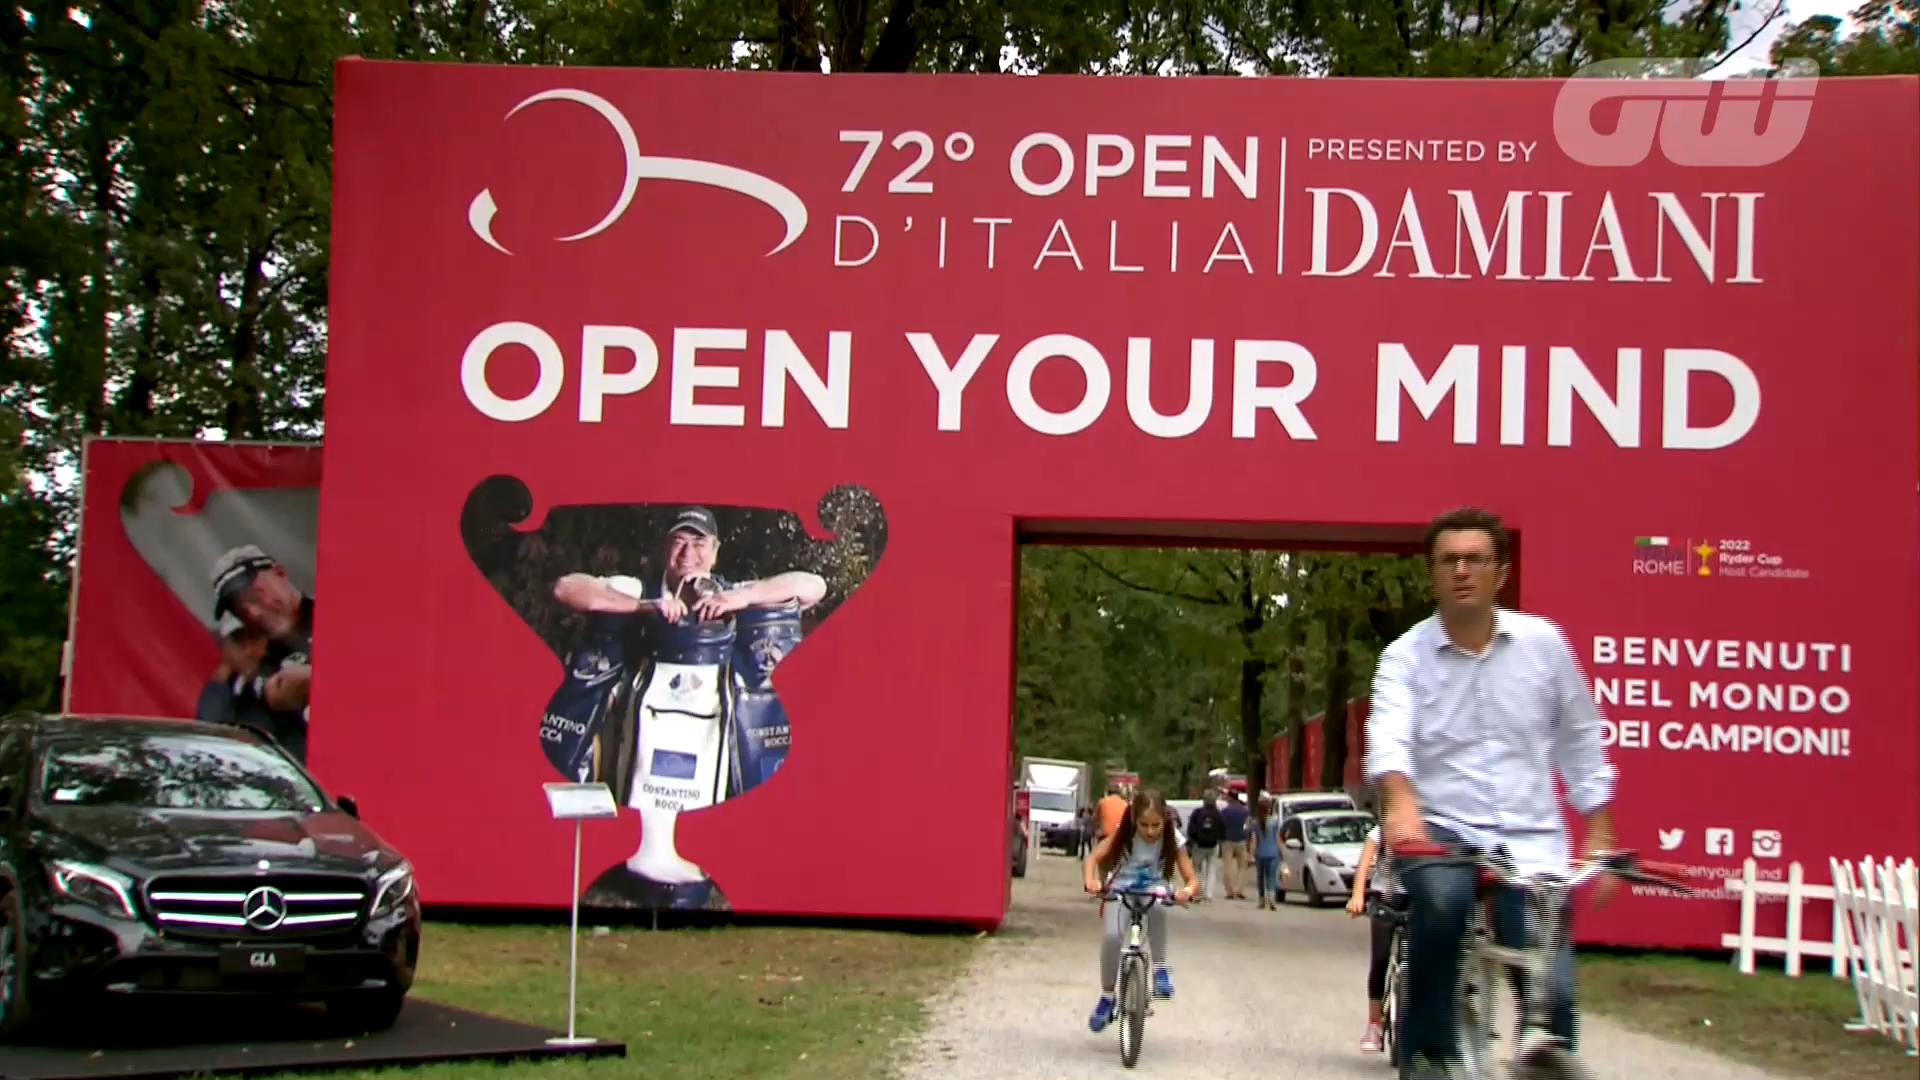 GW
72° OPEN
D'ITALIA
PRESENTED BY
DAMIANI
OPEN YOUR MIND
ROME
2022
Ryder Cup
Host Candidate
BENVENUTI
NEL MONDO
DEI CAMPIONI!
COSTANTINO
ROCCA
GLA